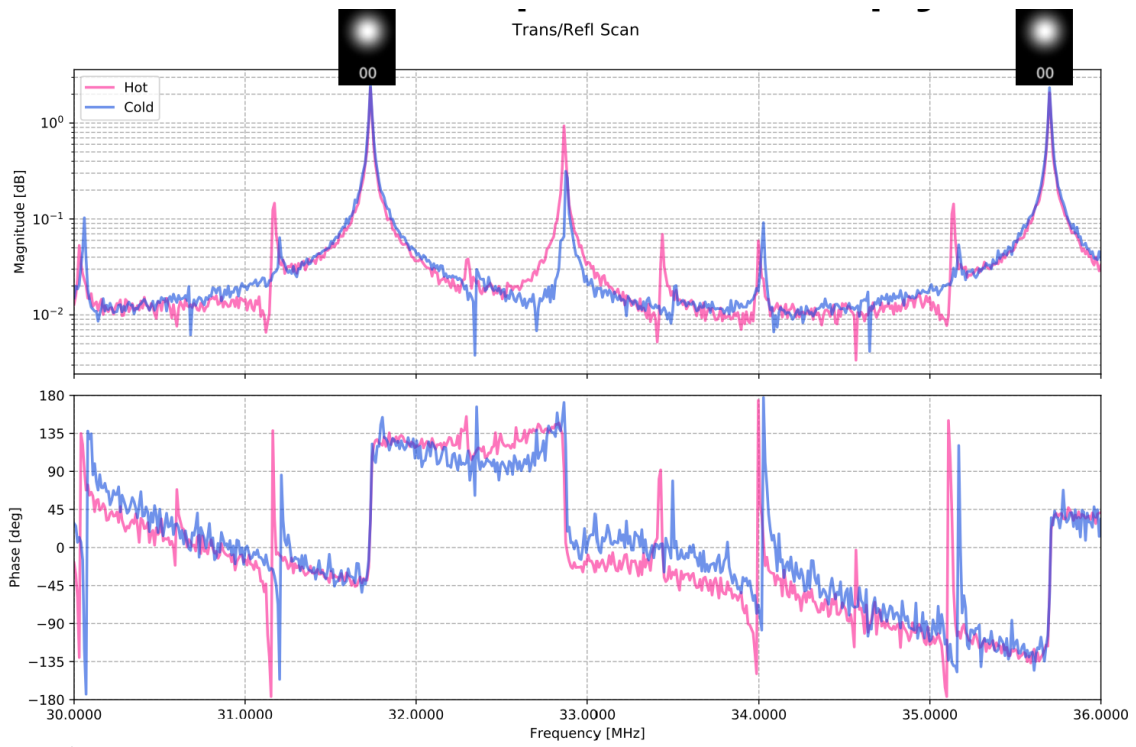 Trans/Refl Scan
00
00
Hot
Cold
10⁰
10⁻¹
10⁻²
Magnitude [dB]
180
135
90
45
0
−45
−90
−135
−180
Phase [deg]
30.0000 31.0000 32.0000 33.0000 34.0000 35.0000 36.0000
Frequency [MHz]